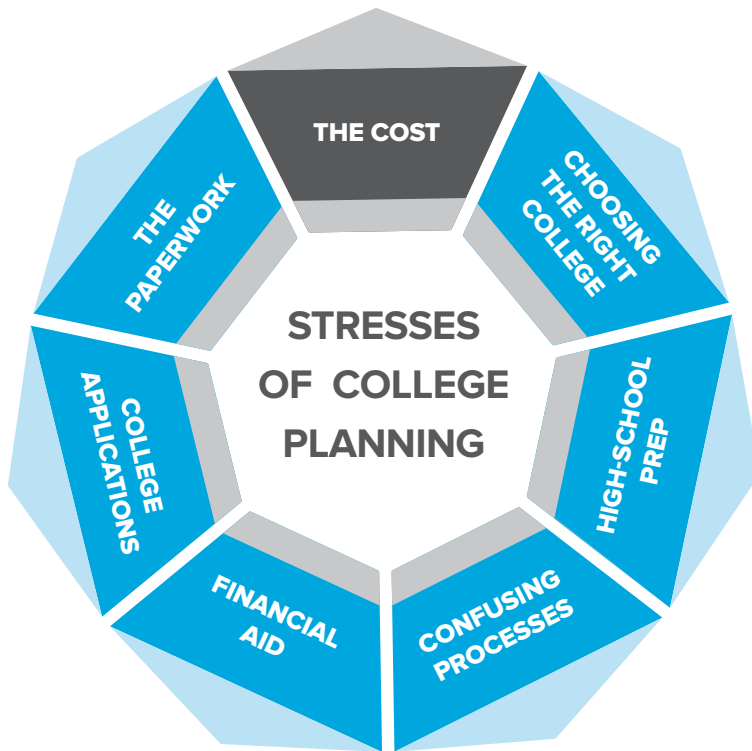 THE COST
CHOOSING
THE RIGHT
COLLEGE
HIGH-SCHOOL
PREP
CONFUSING
PROCESSES
FINANCIAL
AID
COLLEGE
APPLICATIONS
THE
PAPERWORK
STRESSES
OF COLLEGE
PLANNING